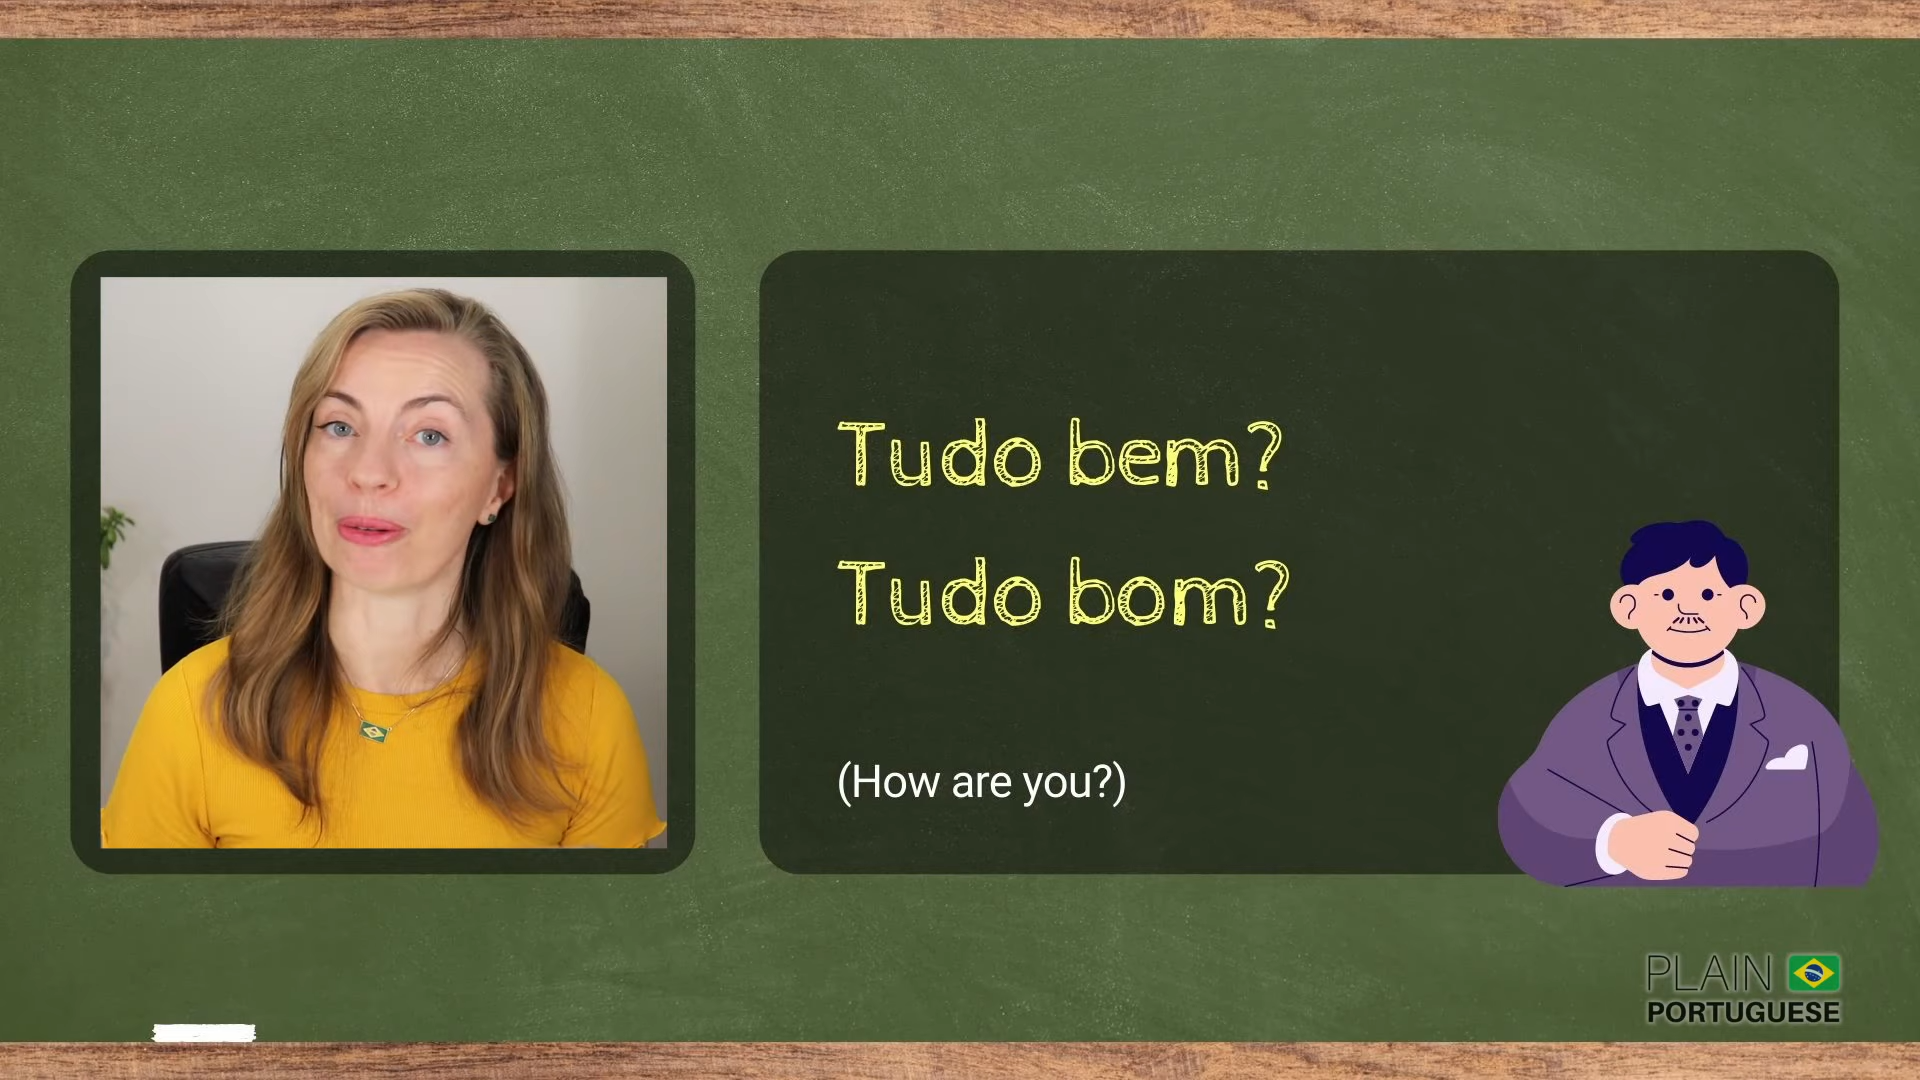 Tudo bem?
Tudo bom?
(How are you?)
PLAIN
PORTUGUESE